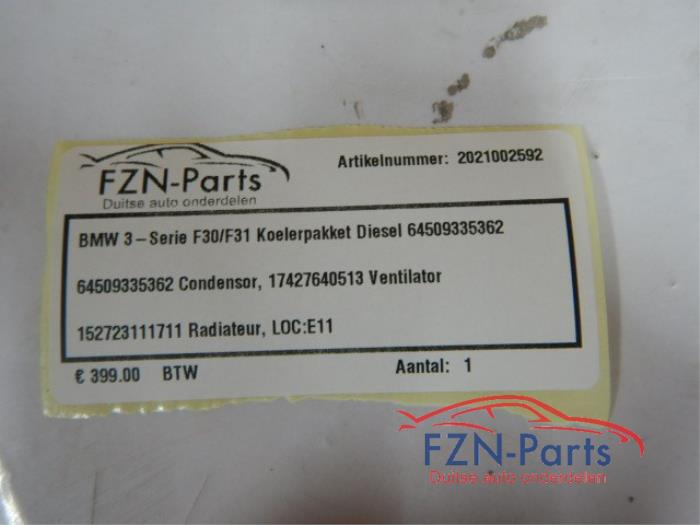 FZN-Parts
Duitse auto onderdelen
Artikelnummer: 2021002592
BMW 3-Serie F30/F31 Koelerpakket Diesel 64509335362
64509335362 Condensor, 17427640513 Ventilator
152723111711 Radiateur, LOC:E11
€ 399.00 BTW
Aantal: 1
FZN-Parts
Duitse auto onderdelen